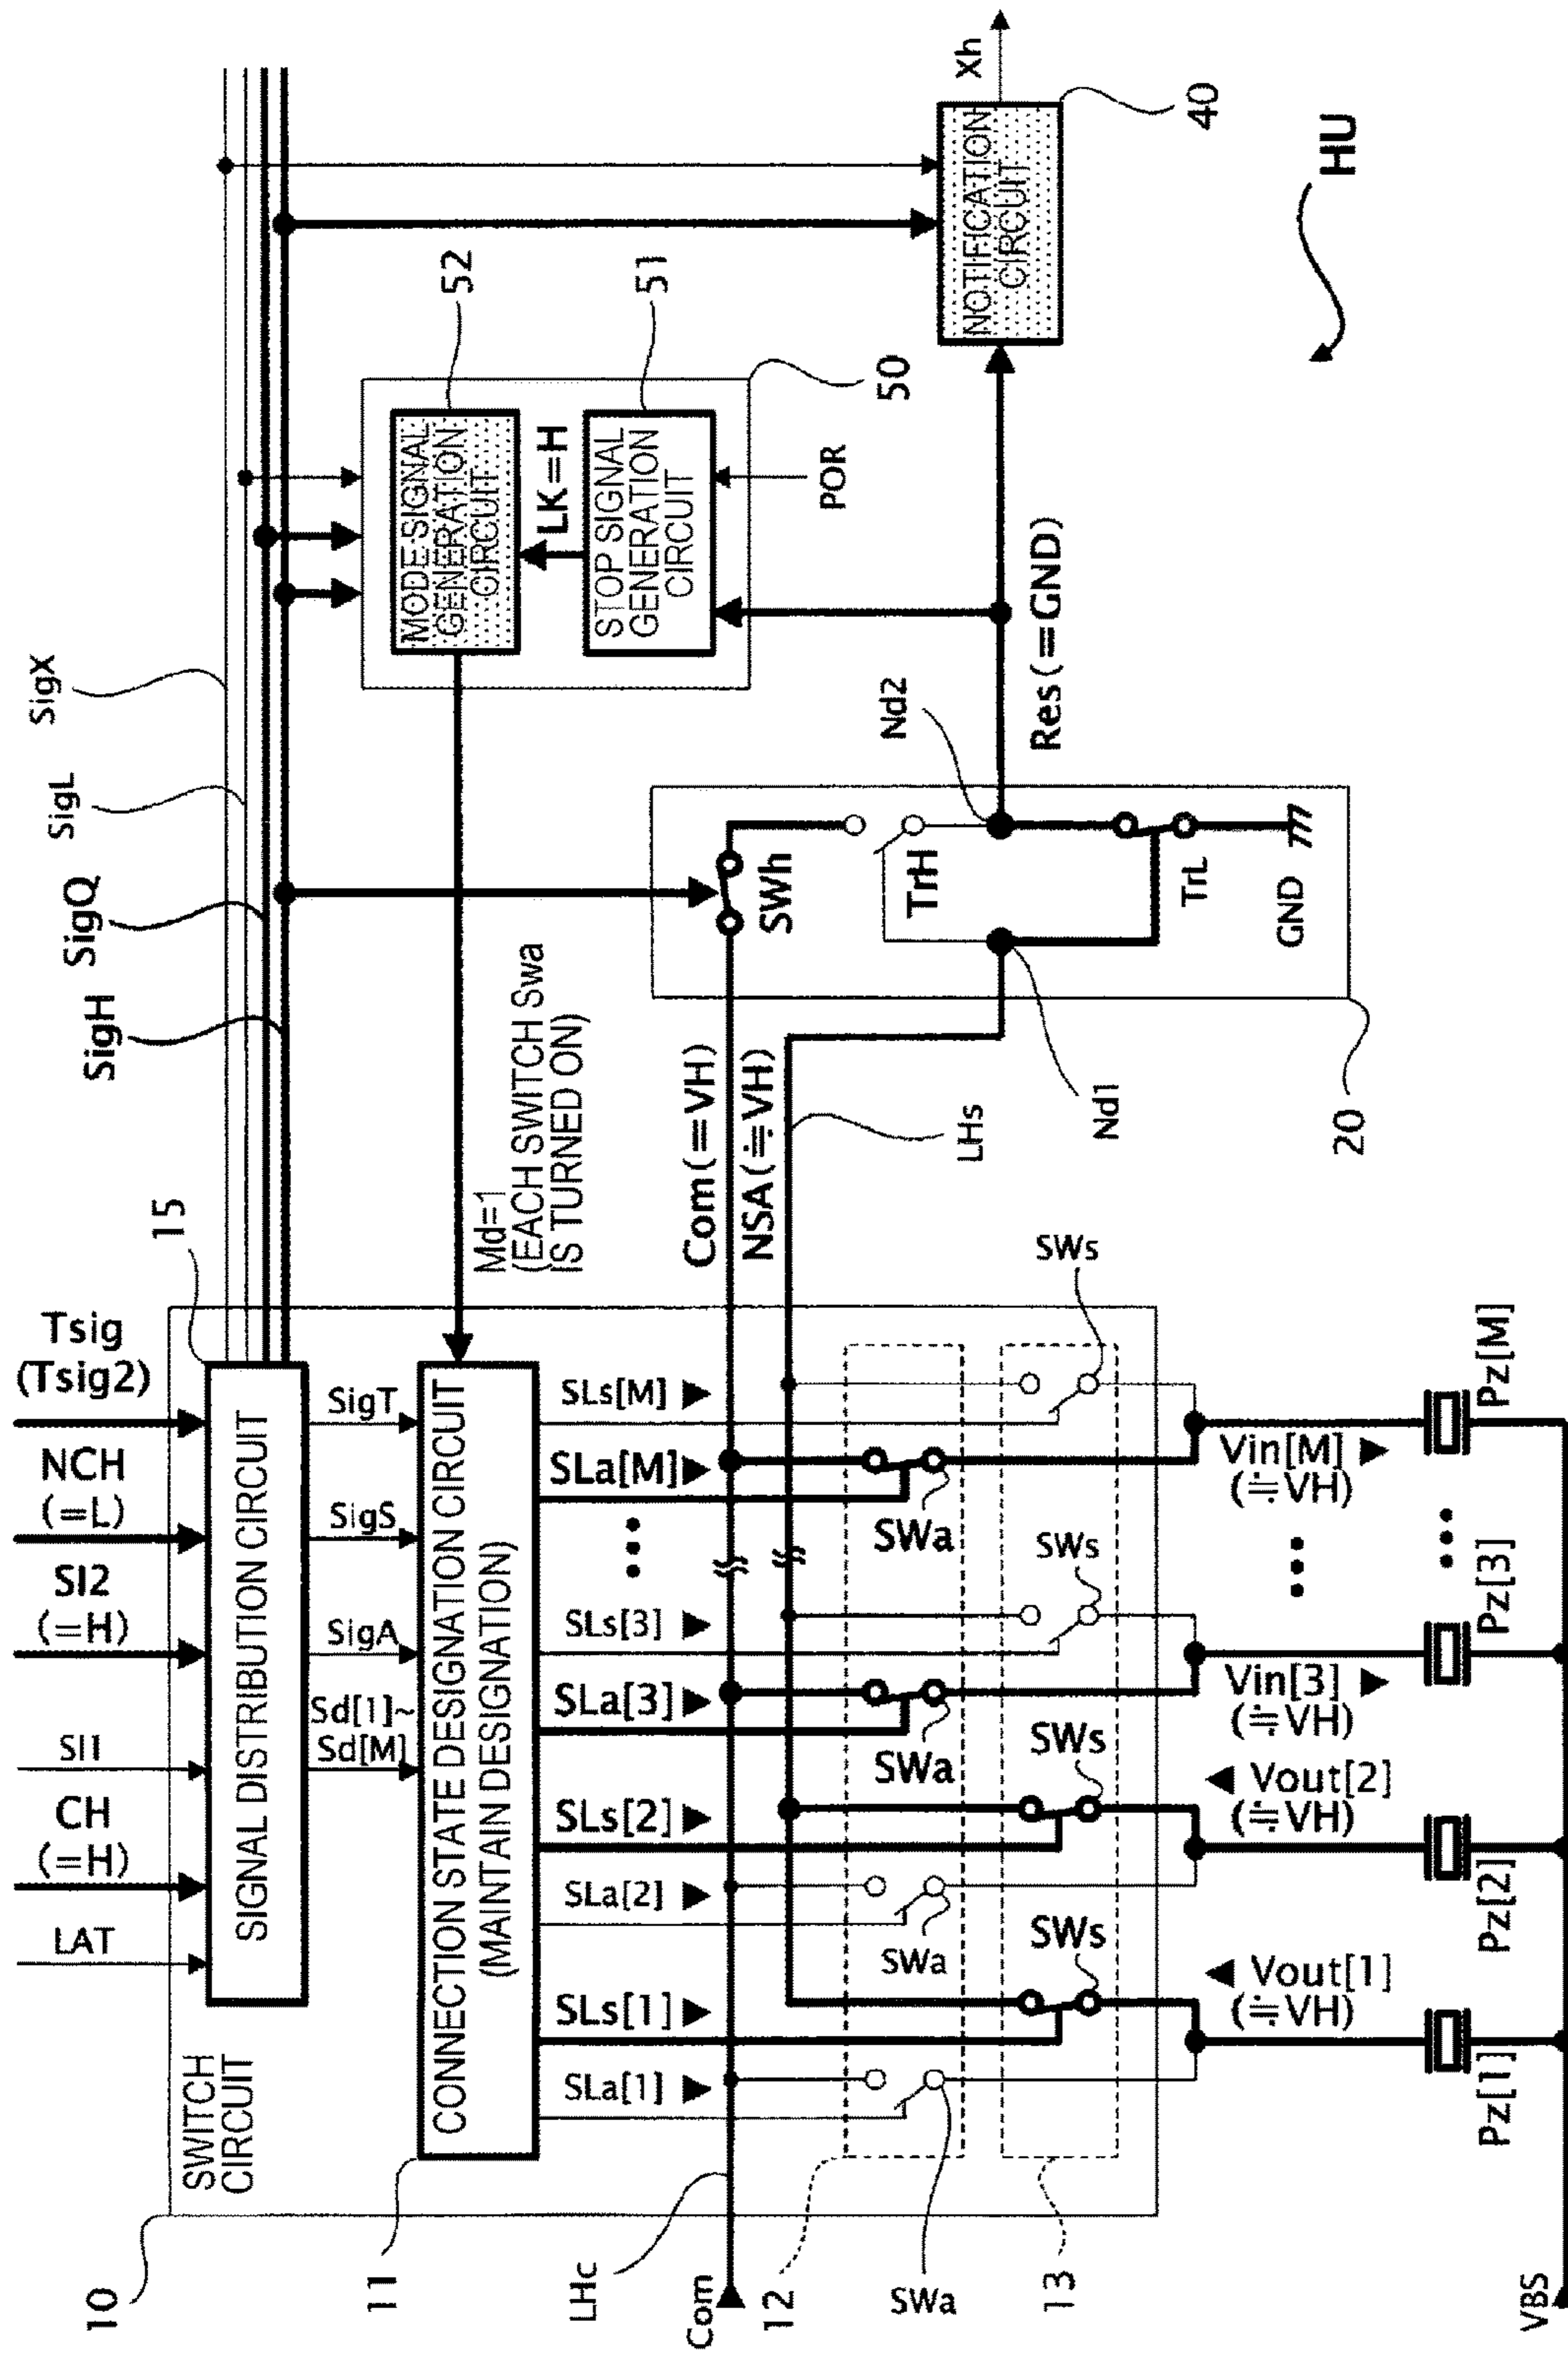 SWITCH
CIRCUIT
10
LAT
CH
(=H)
SI1
SI2
(=H)
NCH
(=L)
Tsig
(Tsig2)
15
SIGNAL DISTRIBUTION CIRCUIT
SigH
SigQ
SigL
SigX
Sd[1]~
Sd[M]
SigA
SigS
SigT
11
CONNECTION STATE DESIGNATION CIRCUIT
(MAINTAIN DESIGNATION)
Md=1
(EACH SWITCH Swa
IS TURNED ON)
MODE SIGNAL
GENERATION
CIRCUIT
52
LK=H
STOP SIGNAL
GENERATION
CIRCUIT
51
POR
50
SLa[1]
SLs[1]
SLa[2]
SLs[2]
SLa[3]
SLs[3]
•••
SLa[M]
SLs[M]
LHc
Com
Com(=VH)
NSA(≒VH)
SWh
12
SWa
SWa
SWa
SWa
13
SWs
SWs
SWs
SWs
LHs
TrH
Nd1
Nd2
TrL
GND
20
Res(=GND)
NOTIFICATION
CIRCUIT
Xh
40
Vout[1]
(≒VH)
Vout[2]
(≒VH)
Vin[3]
(≒VH)
•••
Vin[M]
(≒VH)
HU
Pz[1]
Pz[2]
Pz[3]
•••
Pz[M]
VBS